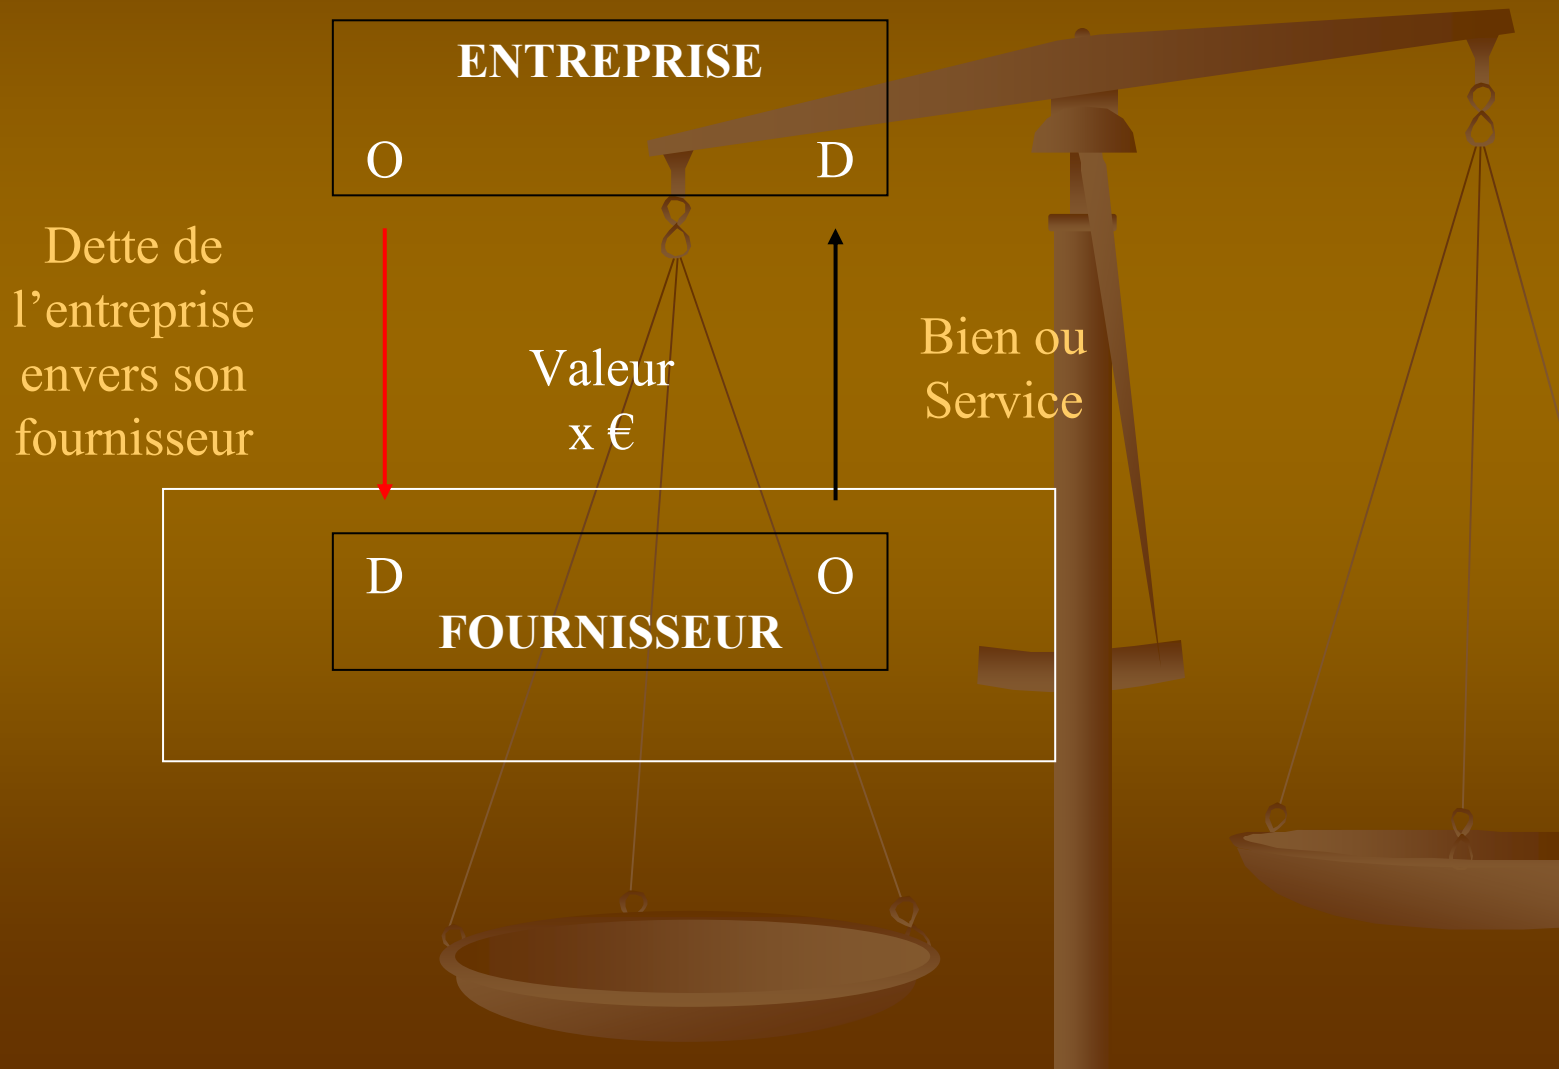 ENTREPRISE
O D
Dette de
l’entreprise
envers son
fournisseur
Valeur
x €
Bien ou
Service
D O
FOURNISSEUR